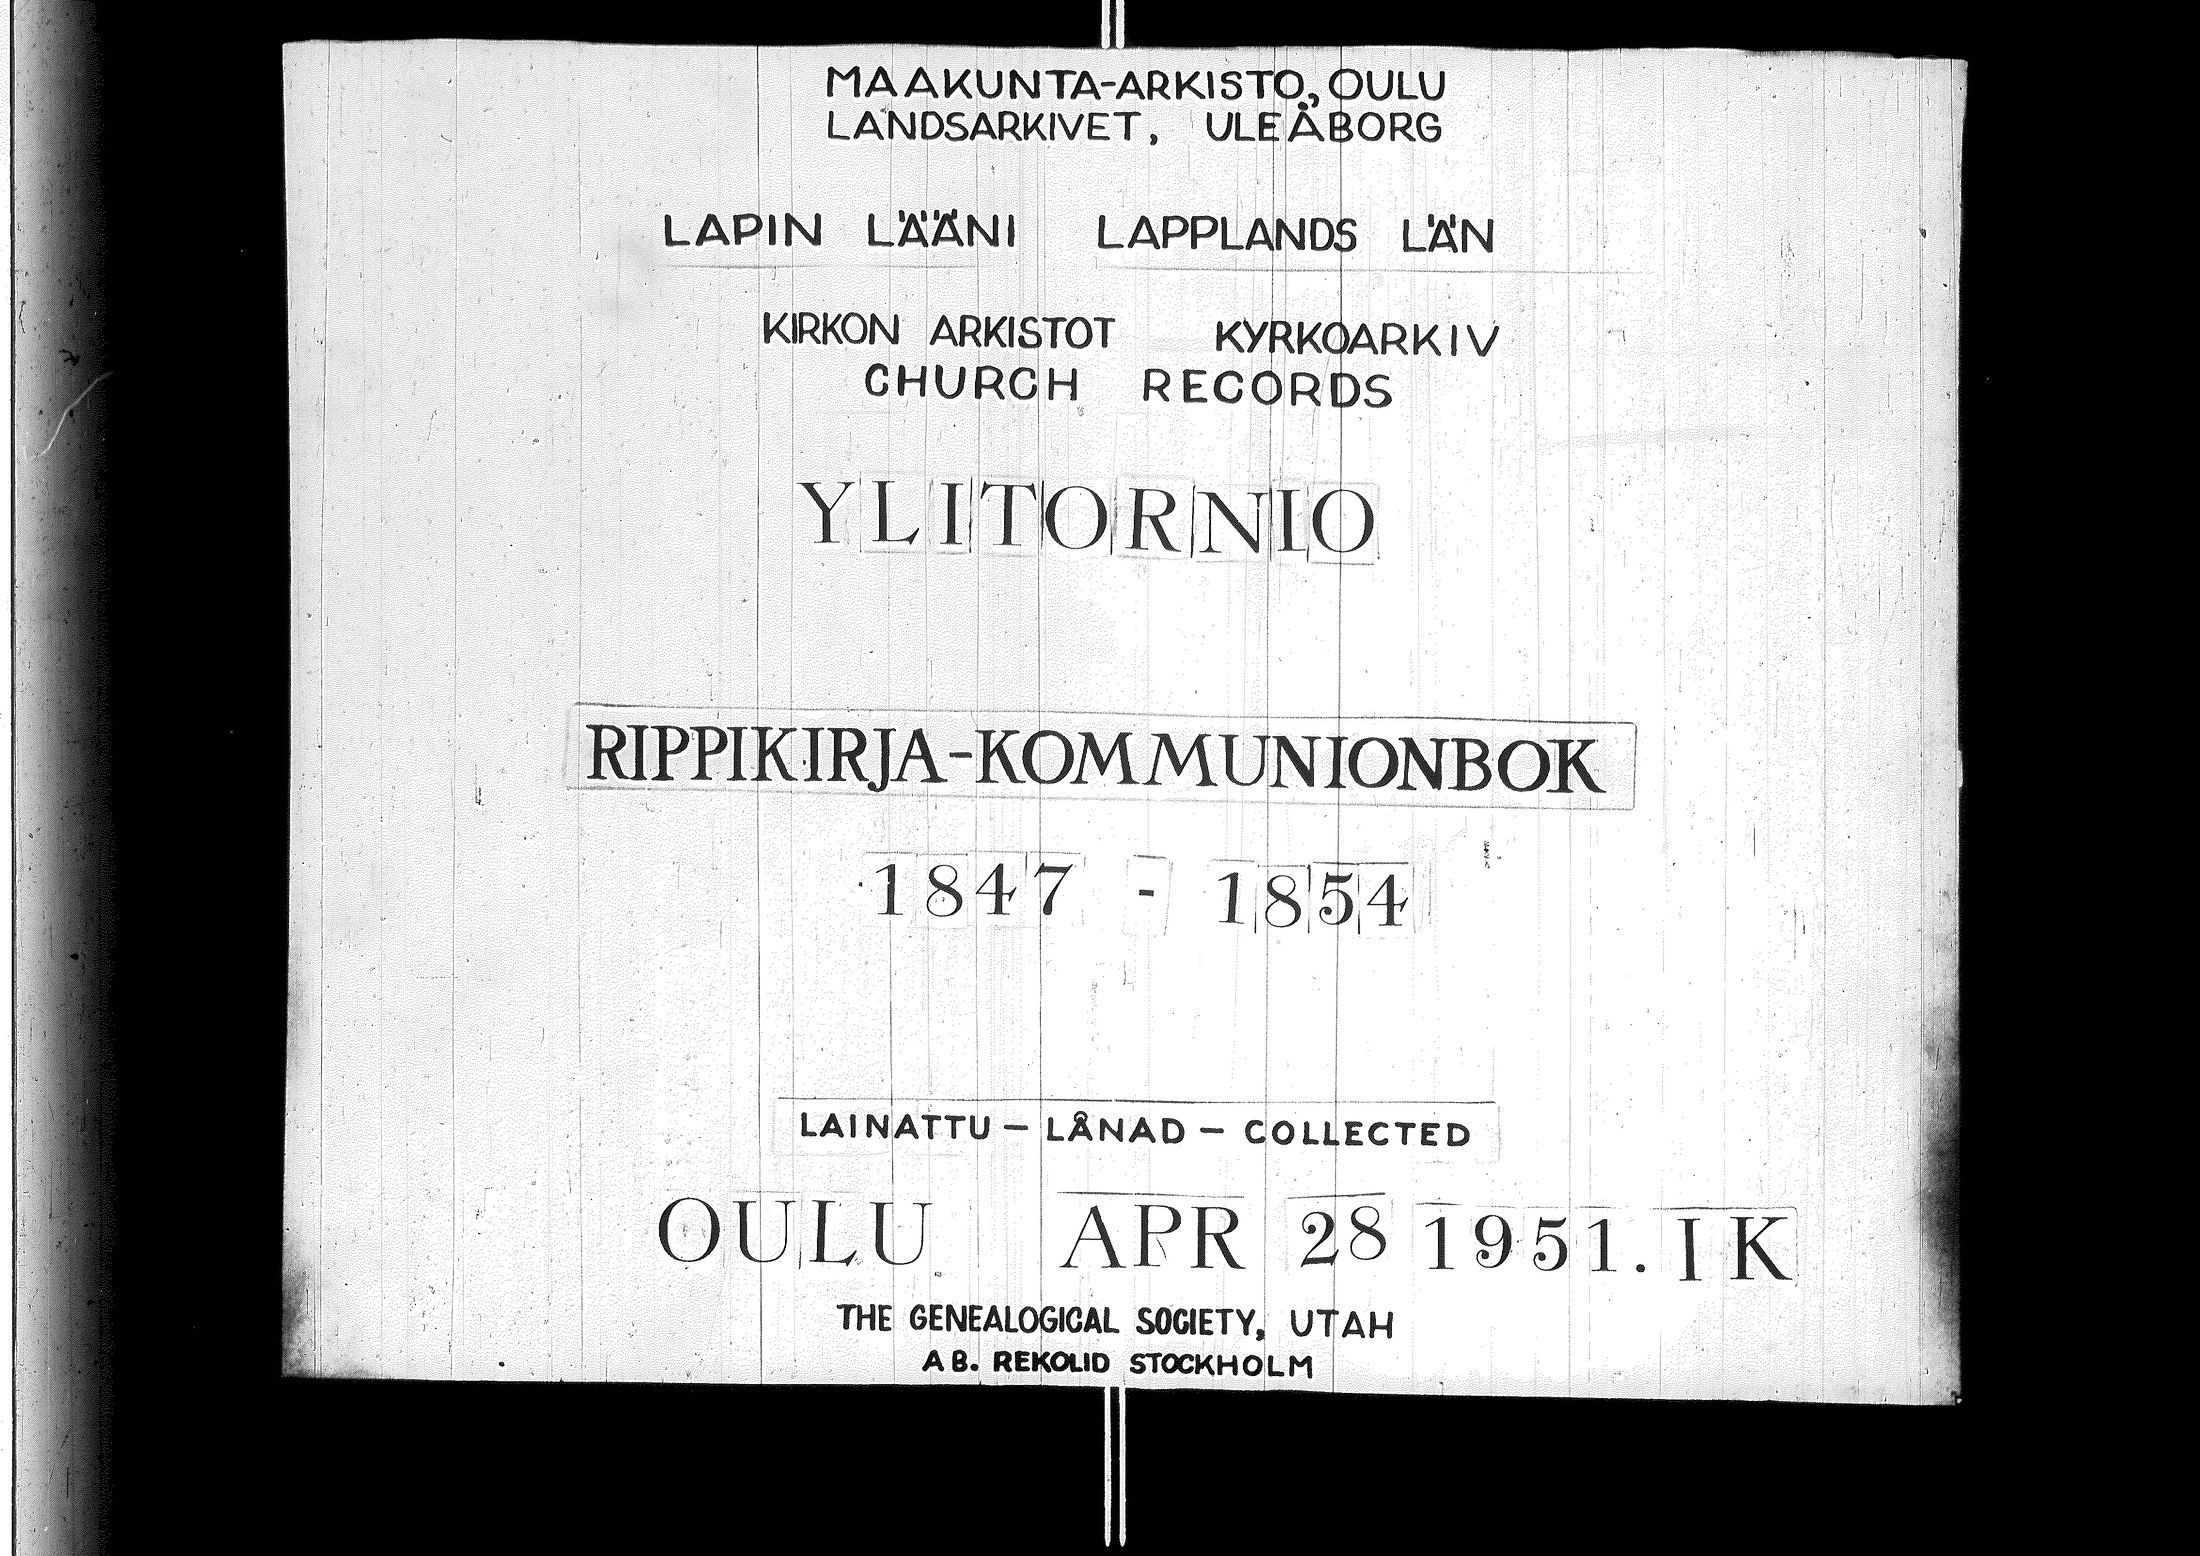 MAAKUNTA-ARKISTO, OULU
LANDSARKIVET, ULEÅBORG
LAPIN LÄÄNI LAPPLANDS LÄN
KIRKON ARKISTOT KYRKOARKIV
CHURCH RECORDS
YLITORNIO
RIPPIKIRJA-KOMMUNIONBOK
1847 - 1854
LAINATTU - LÅNAD - COLLECTED
OULU APR 28 1951. IK
THE GENEALOGICAL SOCIETY, UTAH
AB. REKOLID STOCKHOLM